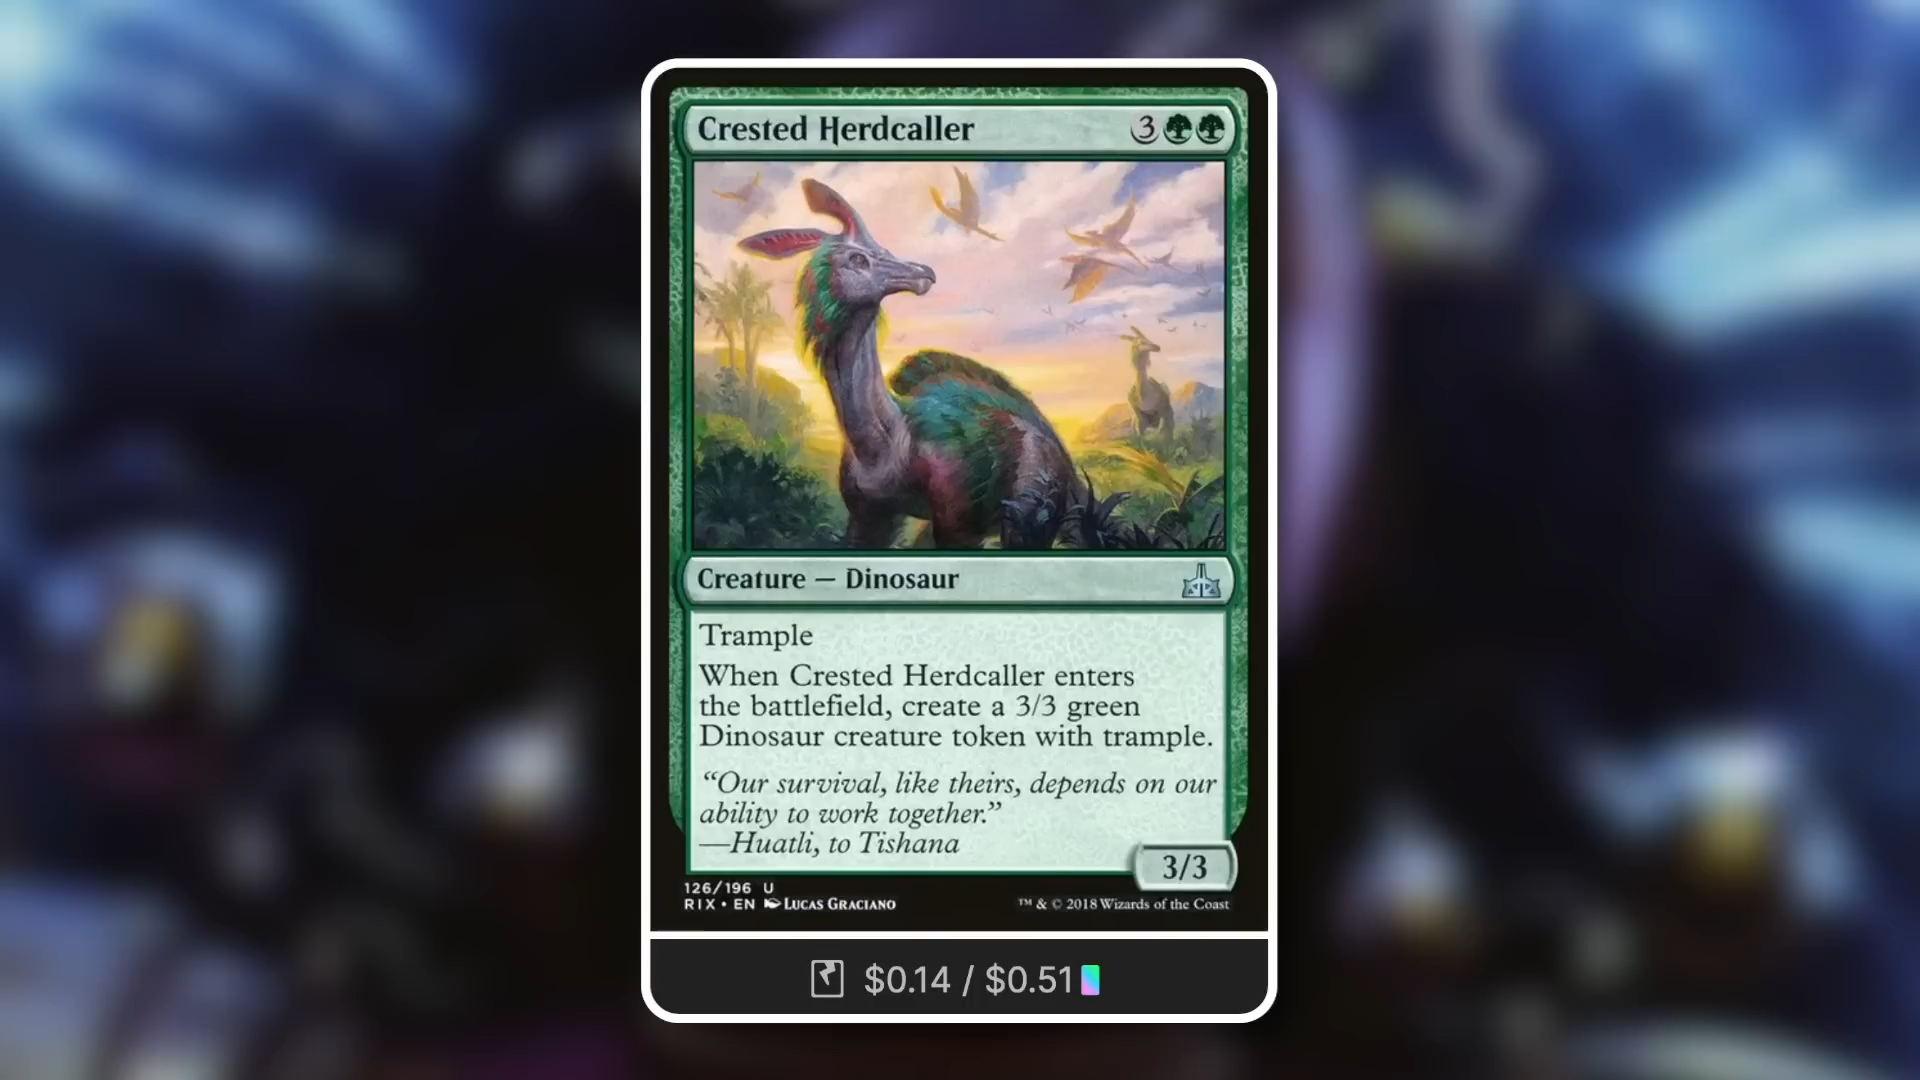 Crested Herdcaller 3
Creature — Dinosaur
Trample
When Crested Herdcaller enters
the battlefield, create a 3/3 green
Dinosaur creature token with trample.
“Our survival, like theirs, depends on our
ability to work together.”
—Huatli, to Tishana
3/3
126/196 U
RIX • EN LUCAS GRACIANO
™ & © 2018 Wizards of the Coast
$0.14 / $0.51